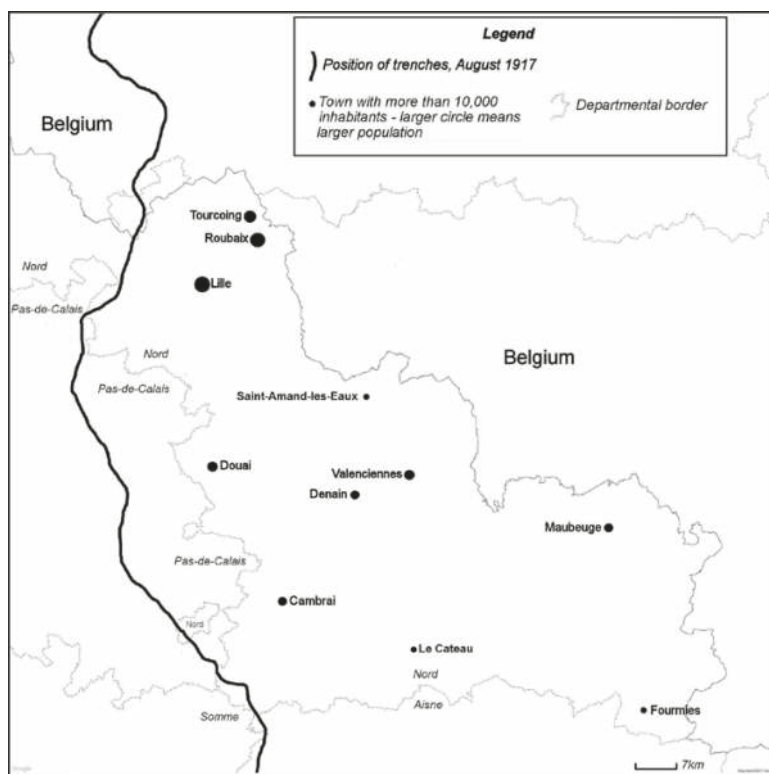 Legend
Position of trenches, August 1917
Town with more than 10,000
inhabitants - larger circle means
larger population
Departmental border
Belgium
Tourcoing
Roubaix
Nord
Lille
Pas-de-Calais
Nord
Belgium
Pas-de-Calais
Saint-Amand-les-Eaux
Douai
Valenciennes
Denain
Maubeuge
Pas-de-Calais
Cambrai
Nord
Le Cateau
Nord
Aisne
Somme
Fourmies
7km